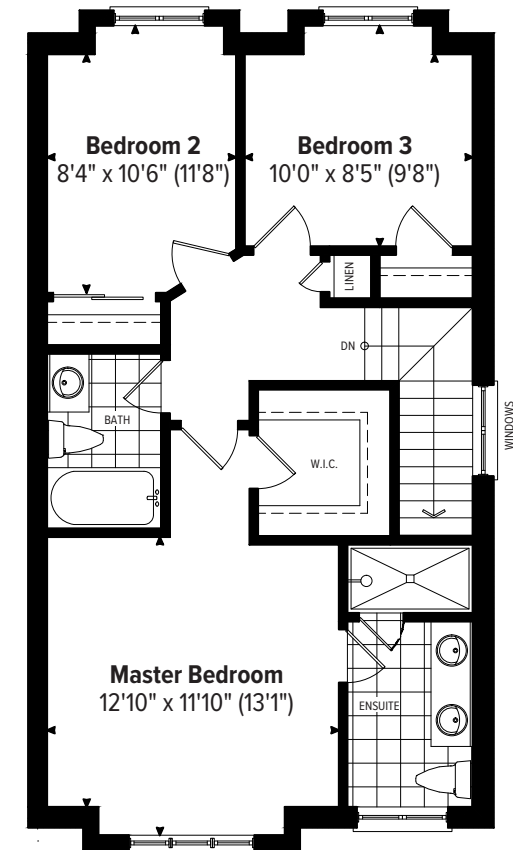 Bedroom 2
8'4" x 10'6" (11'8")
Bedroom 3
10'0" x 8'5" (9'8")
LINEN
DN
WINDOWS
BATH
W.I.C.
Master Bedroom
12'10" x 11'10" (13'1")
ENSUITE